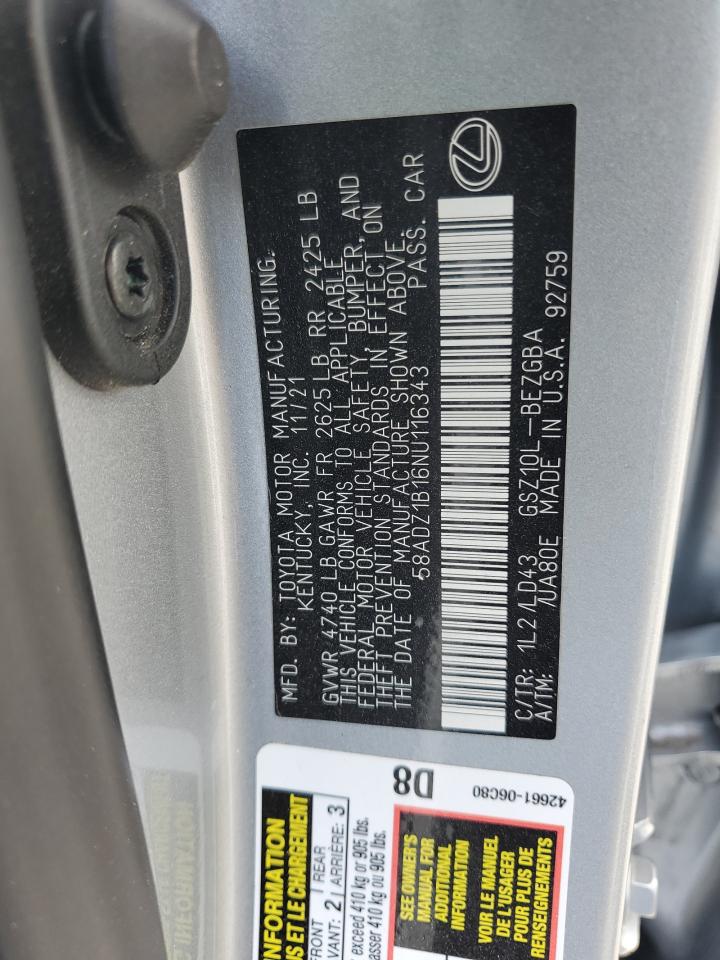 MFD. BY: TOYOTA MOTOR MANUFACTURING.
KENTUCKY, INC. 11/21
GVWR 4740 LB GAWR FR 2625 LB RR 2425 LB
THIS VEHICLE CONFORMS TO ALL APPLICABLE
FEDERAL MOTOR VEHICLE SAFETY, BUMPER, AND
THEFT PREVENTION STANDARDS IN EFFECT ON
THE DATE OF MANUFACTURE SHOWN ABOVE.
58ADZ1B16NU116343 PASS. CAR
C/TR: 1L2/LD43 GSZ10L-BEZGBA
A/TM: /UA80E MADE IN U.S.A. 92759
INFORMATION
ET LE CHARGEMENT
FRONT
REAR
AVANT: 2 ARRIÈRE: 3
exceed 410 kg or 905 lbs.
410 kg ou 905 lbs.
D8
SEE OWNER'S
MANUAL FOR
ADDITIONAL
INFORMATION
VOIR LE MANUEL
DE L'USAGER
POUR PLUS DE
RENSEIGNEMENTS
42661-06C80